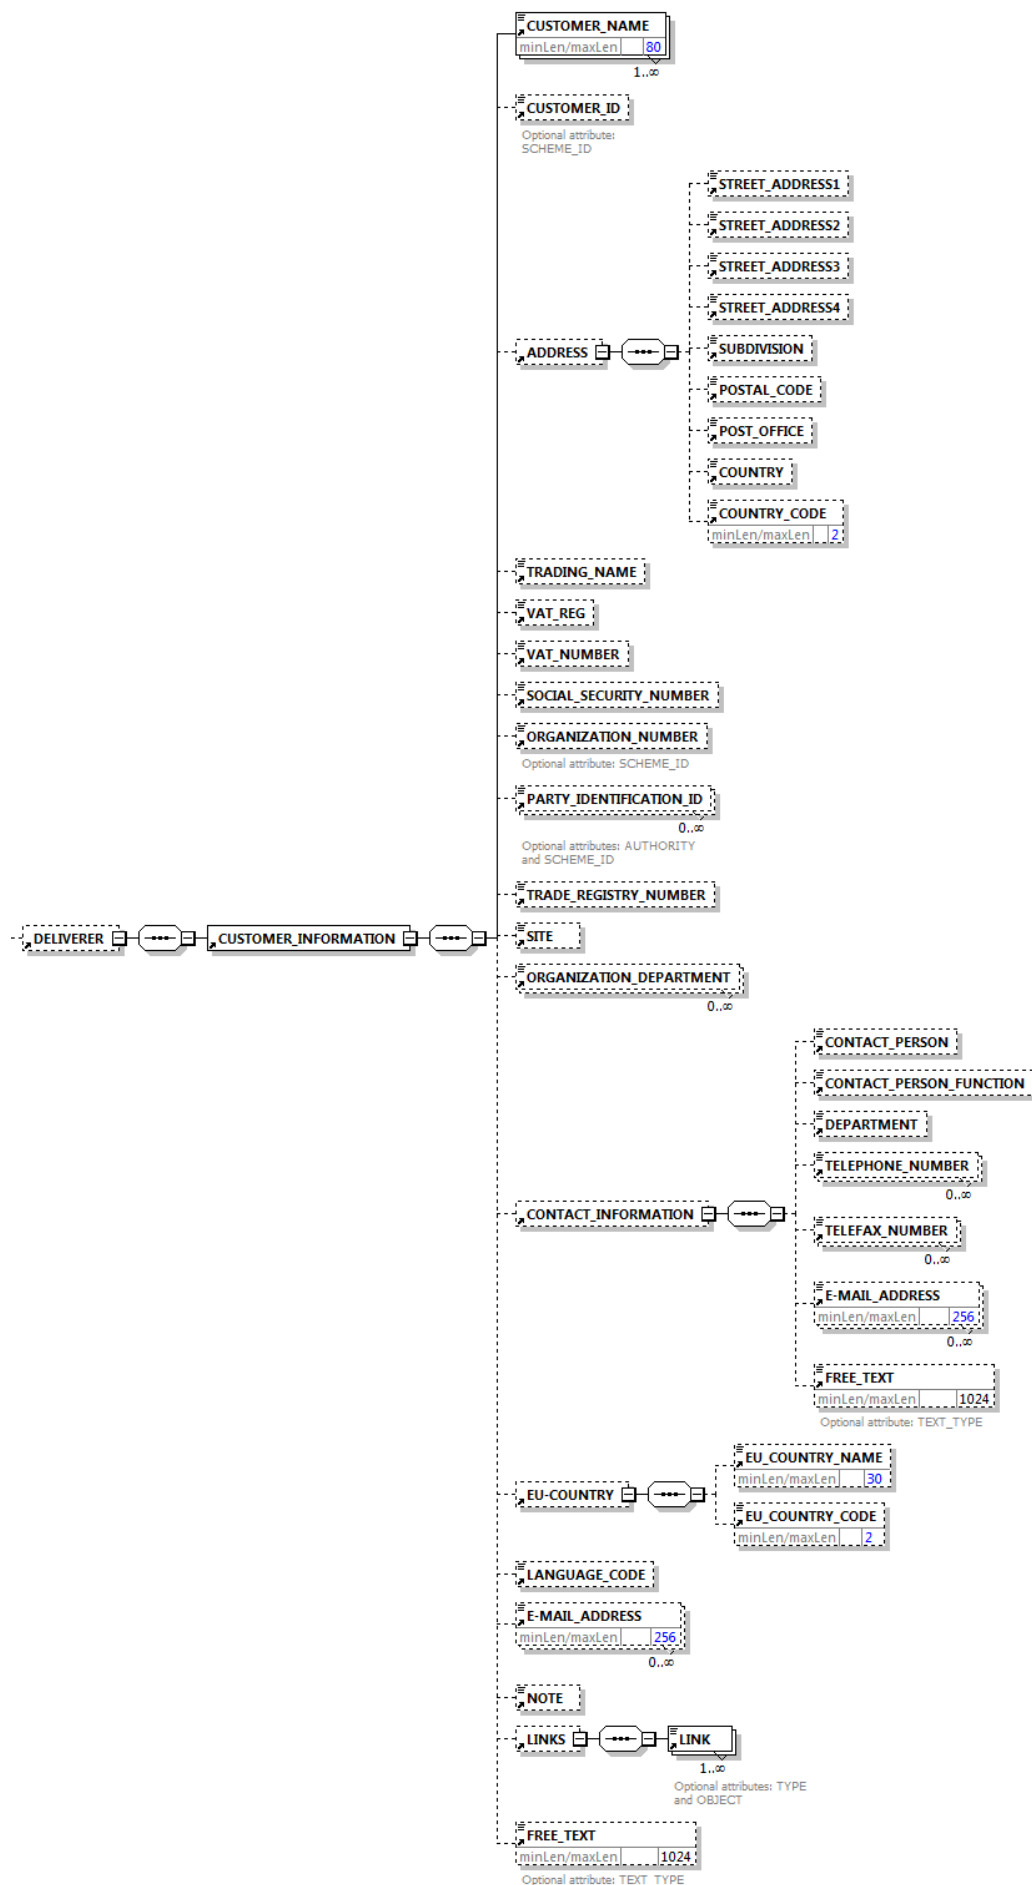 CUSTOMER_NAME
minLen/maxLen 80
1..∞
CUSTOMER_ID
Optional attribute:
SCHEME_ID
STREET_ADDRESS1
STREET_ADDRESS2
STREET_ADDRESS3
STREET_ADDRESS4
ADDRESS
SUBDIVISION
POSTAL_CODE
POST_OFFICE
COUNTRY
COUNTRY_CODE
minLen/maxLen 2
TRADING_NAME
VAT_REG
VAT_NUMBER
SOCIAL_SECURITY_NUMBER
ORGANIZATION_NUMBER
Optional attribute: SCHEME_ID
PARTY_IDENTIFICATION_ID
0..∞
Optional attributes: AUTHORITY
and SCHEME_ID
TRADE_REGISTRY_NUMBER
DELIVERER
CUSTOMER_INFORMATION
SITE
ORGANIZATION_DEPARTMENT
0..∞
CONTACT_PERSON
CONTACT_PERSON_FUNCTION
DEPARTMENT
TELEPHONE_NUMBER
0..∞
CONTACT_INFORMATION
TELEFAX_NUMBER
0..∞
E-MAIL_ADDRESS
minLen/maxLen 256
0..∞
FREE_TEXT
minLen/maxLen 1024
Optional attribute: TEXT_TYPE
EU_COUNTRY_NAME
minLen/maxLen 30
EU-COUNTRY
EU_COUNTRY_CODE
minLen/maxLen 2
LANGUAGE_CODE
E-MAIL_ADDRESS
minLen/maxLen 256
0..∞
NOTE
LINKS
LINK
1..∞
Optional attributes: TYPE
and OBJECT
FREE_TEXT
minLen/maxLen 1024
Optional attribute: TEXT_TYPE